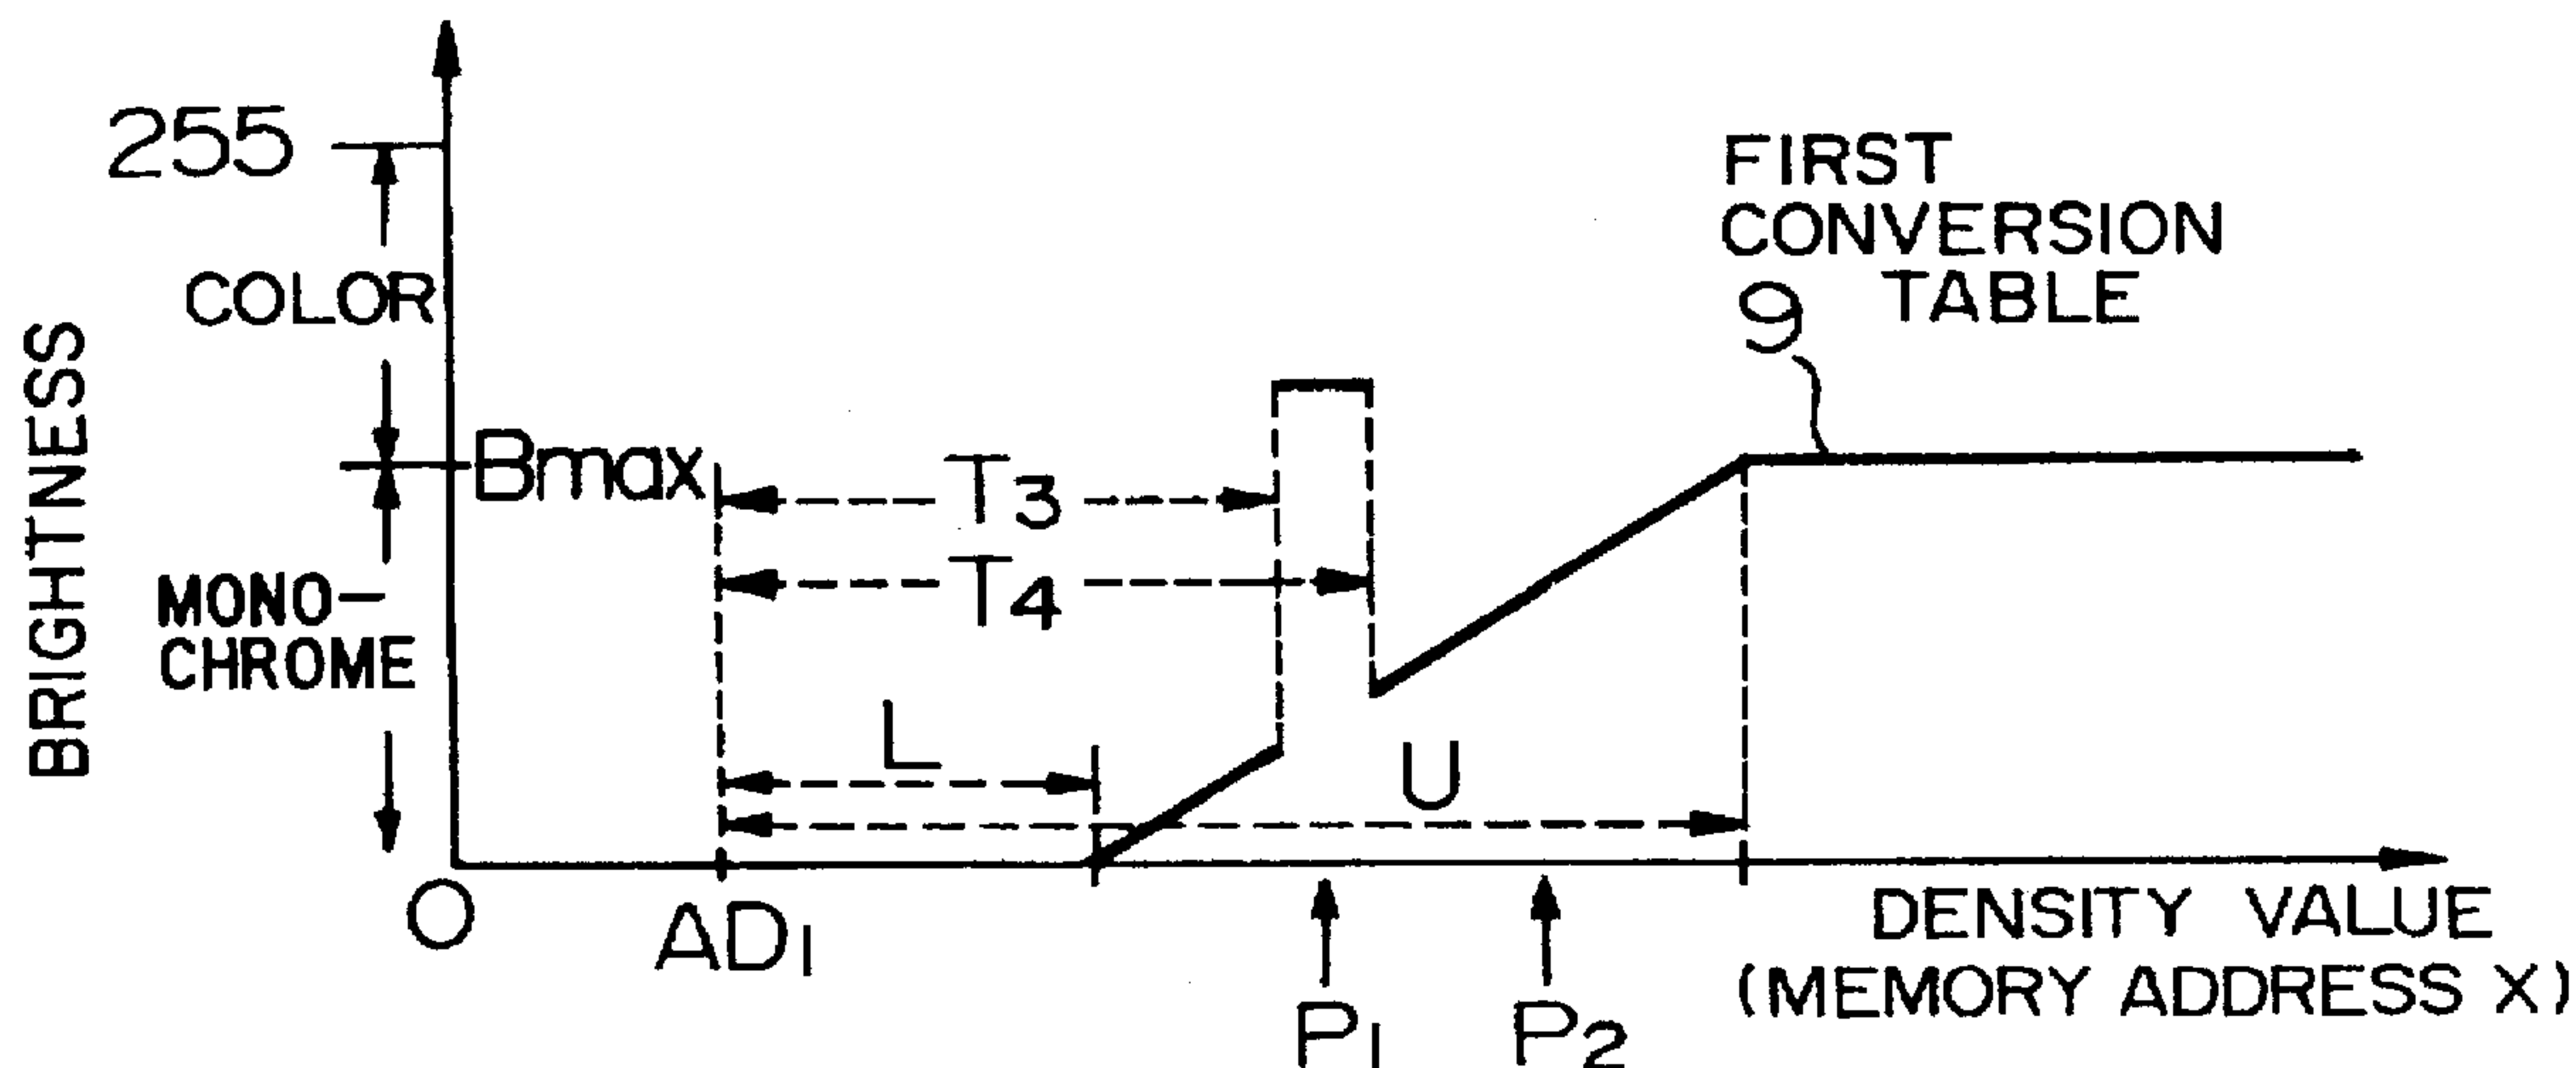 255
FIRST
CONVERSION
TABLE
9
COLOR
BRIGHTNESS
Bmax
T3
T4
MONO-
CHROME
L
U
O
AD1
DENSITY VALUE
(MEMORY ADDRESS X)
P1
P2